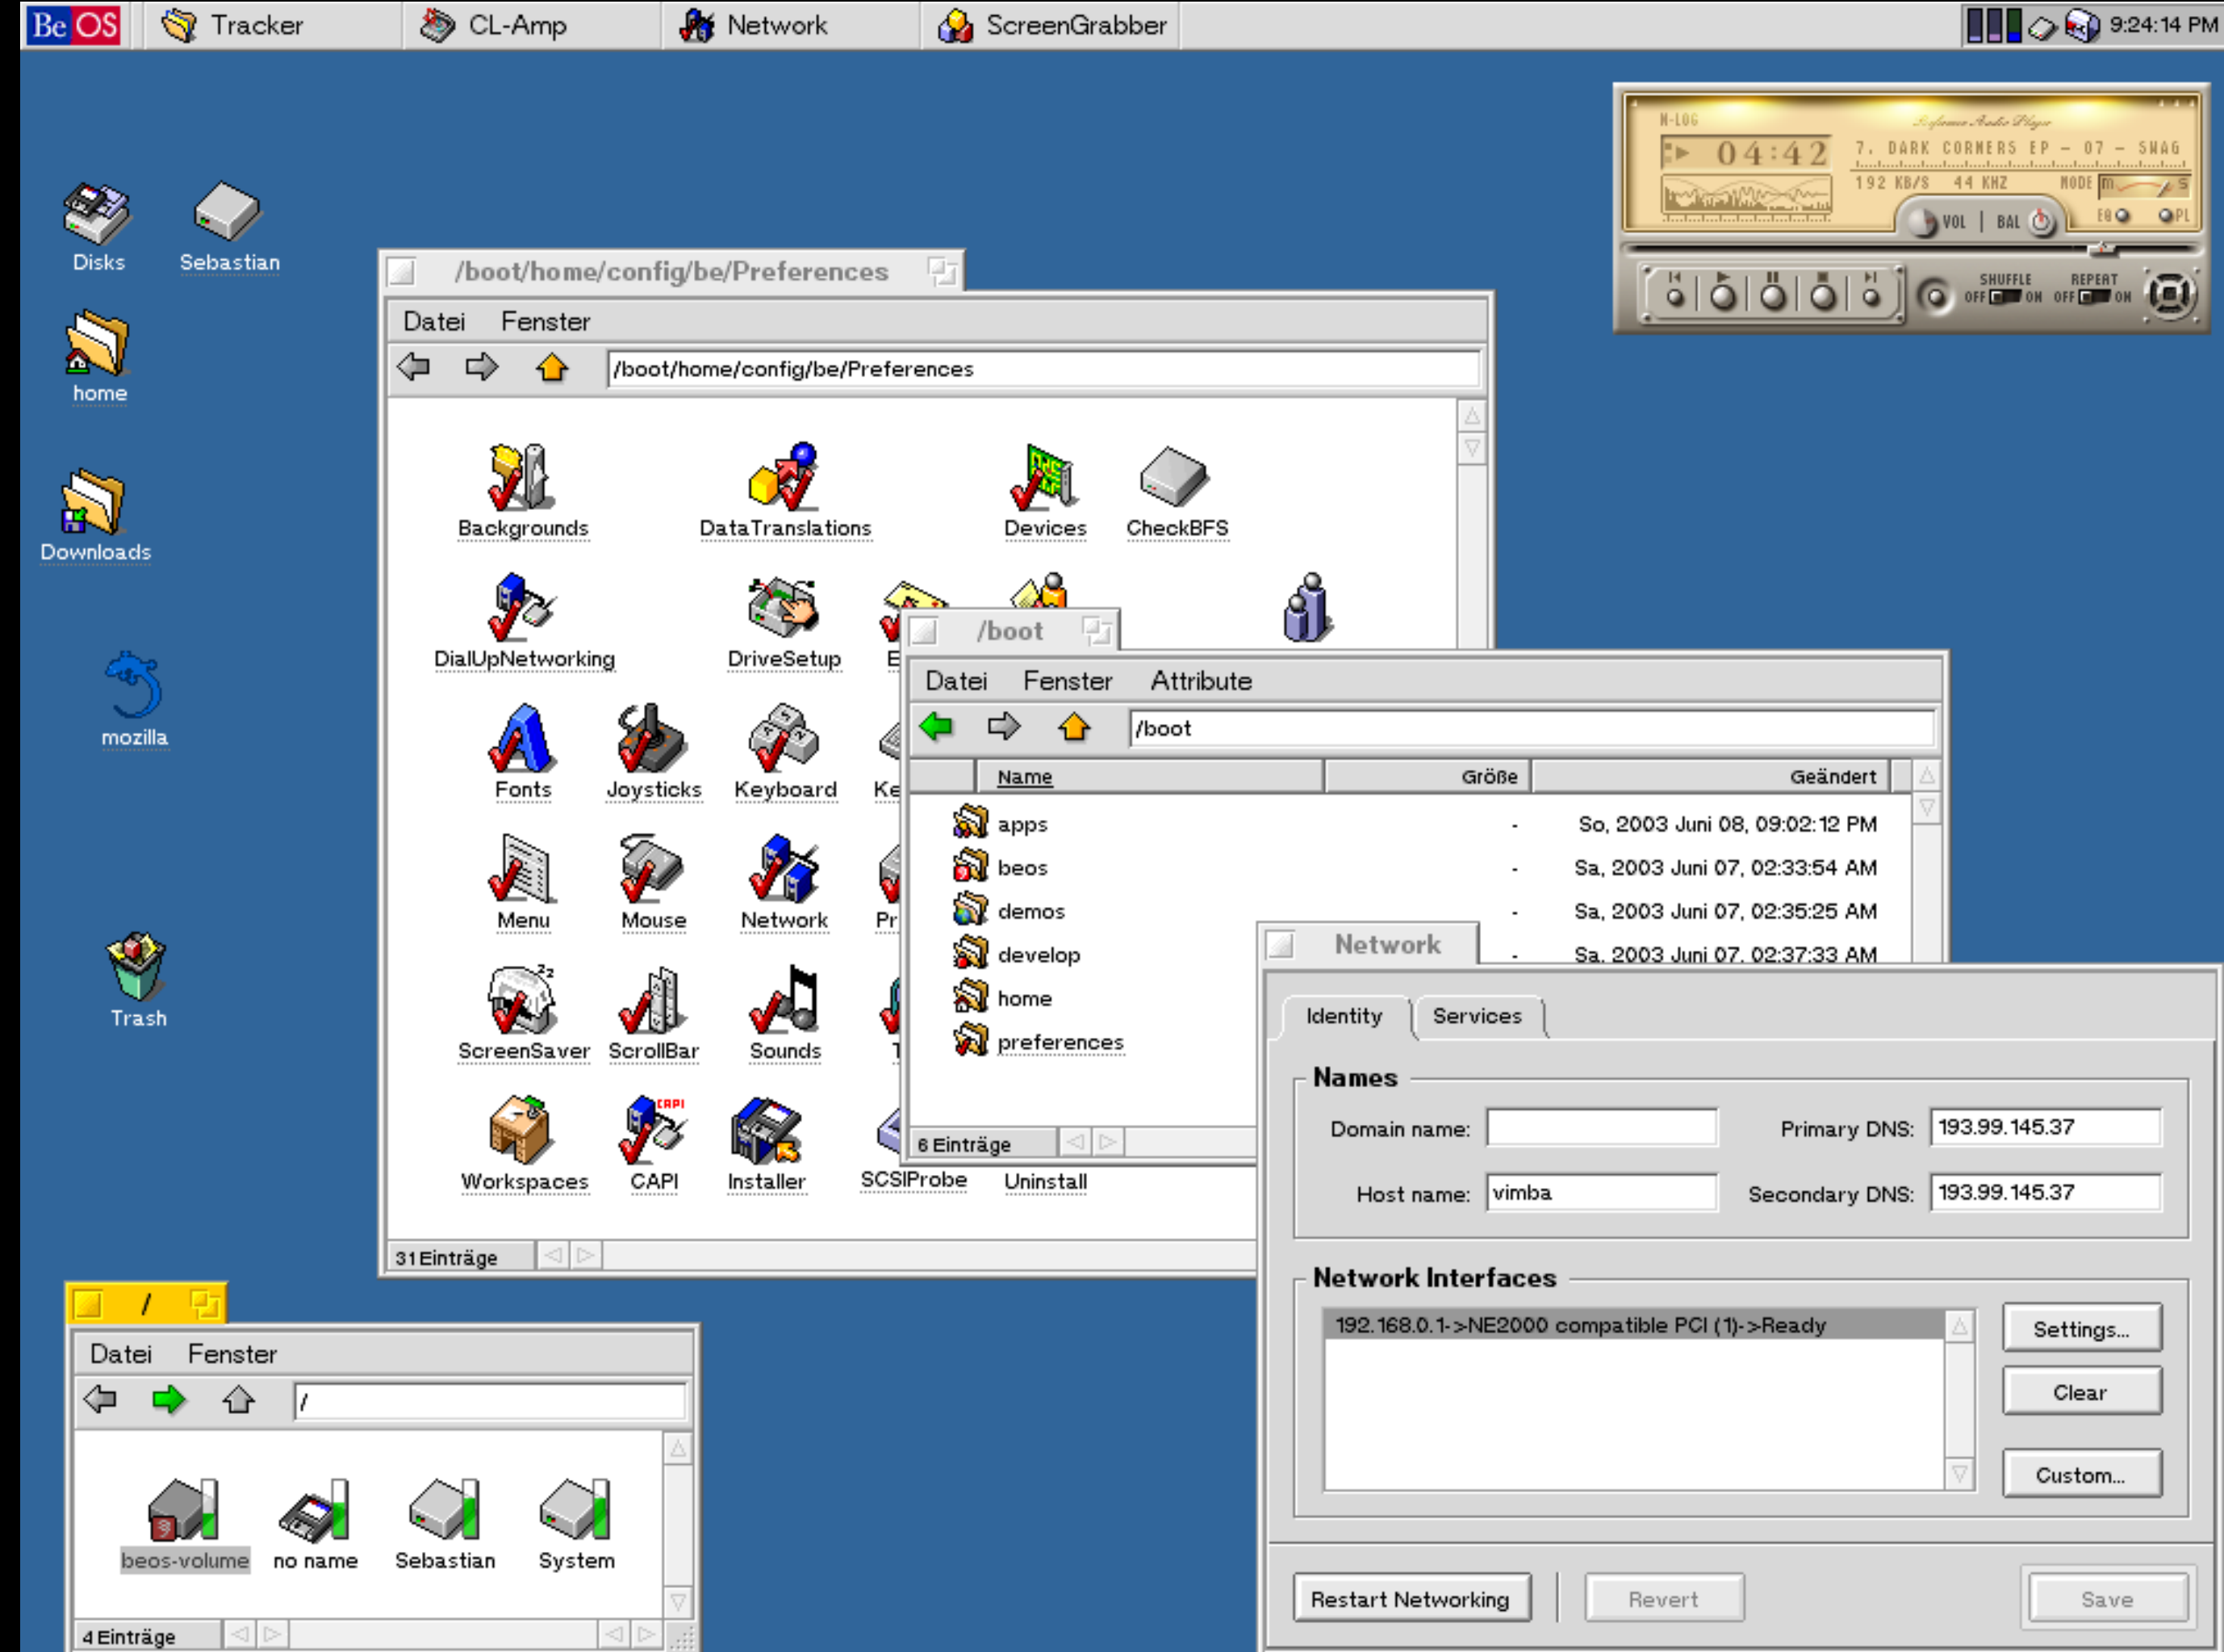 BeOS Tracker CL-Amp Network ScreenGrabber 9:24:14 PM
N-LOG
04:42 7. DARK CORNERS EP - 07 - SWAG
192 KB/S 44 KHZ MODE m s
VOL | BAL EQ PL
SHUFFLE REPEAT
OFF ON OFF ON
Disks Sebastian
home
Downloads
mozilla
Trash
/boot/home/config/be/Preferences
Datei Fenster
/boot/home/config/be/Preferences
Backgrounds DataTranslations Devices CheckBFS
DialUpNetworking DriveSetup E
Fonts Joysticks Keyboard Ke
Menu Mouse Network Pr
ScreenSaver ScrollBar Sounds T
CAPI
Workspaces CAPI Installer SCSIProbe Uninstall
31 Einträge
/boot
Datei Fenster Attribute
/boot
Name Größe Geändert
apps - So, 2003 Juni 08, 09:02:12 PM
beos - Sa, 2003 Juni 07, 02:33:54 AM
demos - Sa, 2003 Juni 07, 02:35:25 AM
develop - Sa, 2003 Juni 07, 02:37:33 AM
home
preferences
6 Einträge
Network
Identity Services
Names
Domain name: Primary DNS: 193.99.145.37
Host name: vimba Secondary DNS: 193.99.145.37
Network Interfaces
192.168.0.1->NE2000 compatible PCI (1)->Ready
Settings...
Clear
Custom...
Restart Networking Revert Save
/
Datei Fenster
/
beos-volume no name Sebastian System
4 Einträge